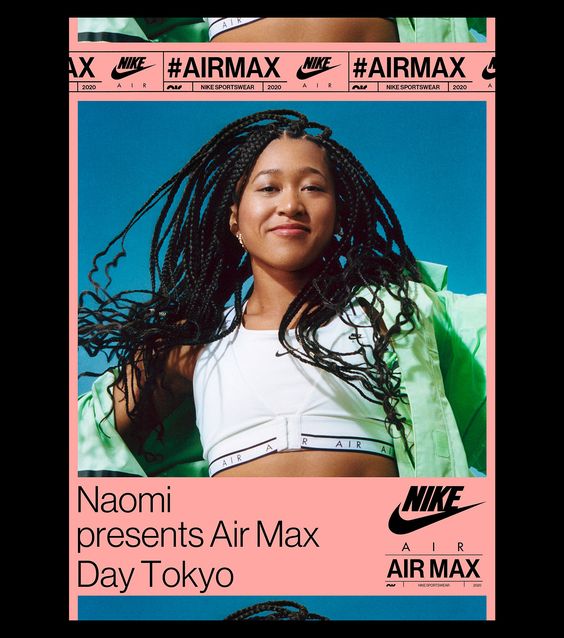 AX NIKE #AIRMAX NIKE #AIRMAX
2020 AIR NIKE SPORTSWEAR 2020 AIR NIKE SPORTSWEAR 2020
AIR AIR AIR AIR
Naomi
presents Air Max
Day Tokyo
NIKE
AIR
AIR MAX
NIKE SPORTSWEAR 2020